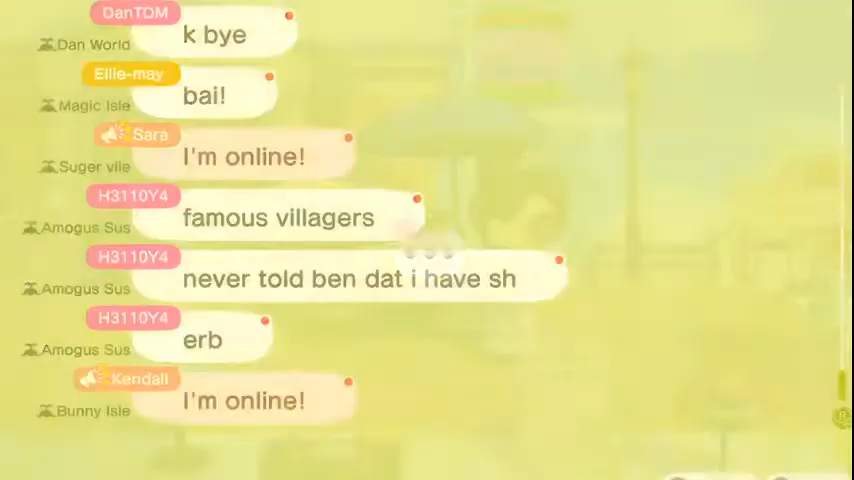 DanTDM
k bye
Dan World
Ellie-may
bai!
Magic Isle
Sara
I'm online!
Suger vile
H3110Y4
famous villagers
Amogus Sus
H3110Y4
never told ben dat i have sh
Amogus Sus
H3110Y4
erb
Amogus Sus
Kendall
I'm online!
Bunny Isle